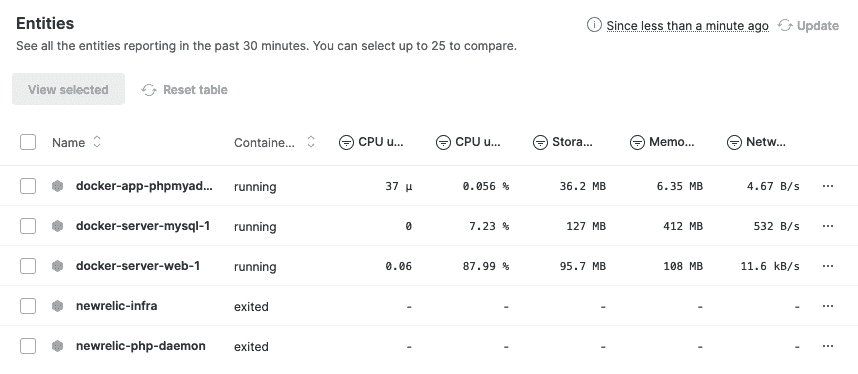 Entities
Since less than a minute ago Update
See all the entities reporting in the past 30 minutes. You can select up to 25 to compare.
View selected Reset table
Name Containe... CPU u... CPU u... Stora... Memo... Netw...
docker-app-phpmyad... running 37 µ 0.056 % 36.2 MB 6.35 MB 4.67 B/s ...
docker-server-mysql-1 running 0 7.23 % 127 MB 412 MB 532 B/s ...
docker-server-web-1 running 0.06 87.99 % 95.7 MB 108 MB 11.6 kB/s ...
newrelic-infra exited - - - - - ...
newrelic-php-daemon exited - - - - - ...